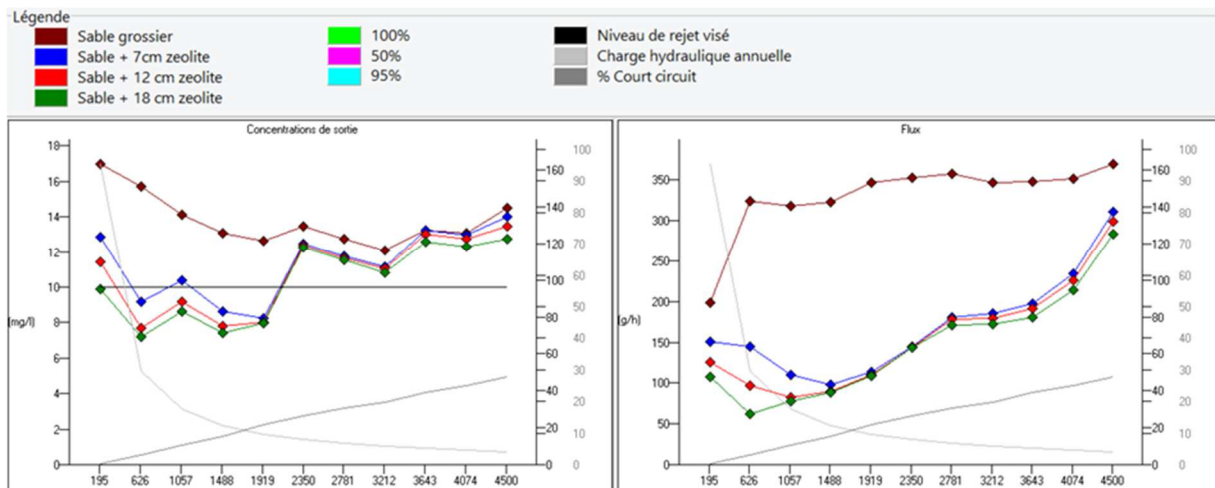 Légende
Sable grossier 100% Niveau de rejet visé
Sable + 7cm zeolite 50% Charge hydraulique annuelle
Sable + 12 cm zeolite 95% % Court circuit
Sable + 18 cm zeolite
Concentrations de sortie
18 100
16 160 90
14 140 80
70
12 120
60
10 100
50
[mg/l] 8 80
40
6 60
30
4 40
20
2 20
10
0 0 0
195 626 1057 1488 1919 2350 2781 3212 3643 4074 4500
Flux
100
350 160 90
300 140 80
70
250 120
60
200 100
50
[g/h] 80
150 40
60
100 30
40
20
50 20
10
0 0 0
195 626 1057 1488 1919 2350 2781 3212 3643 4074 4500